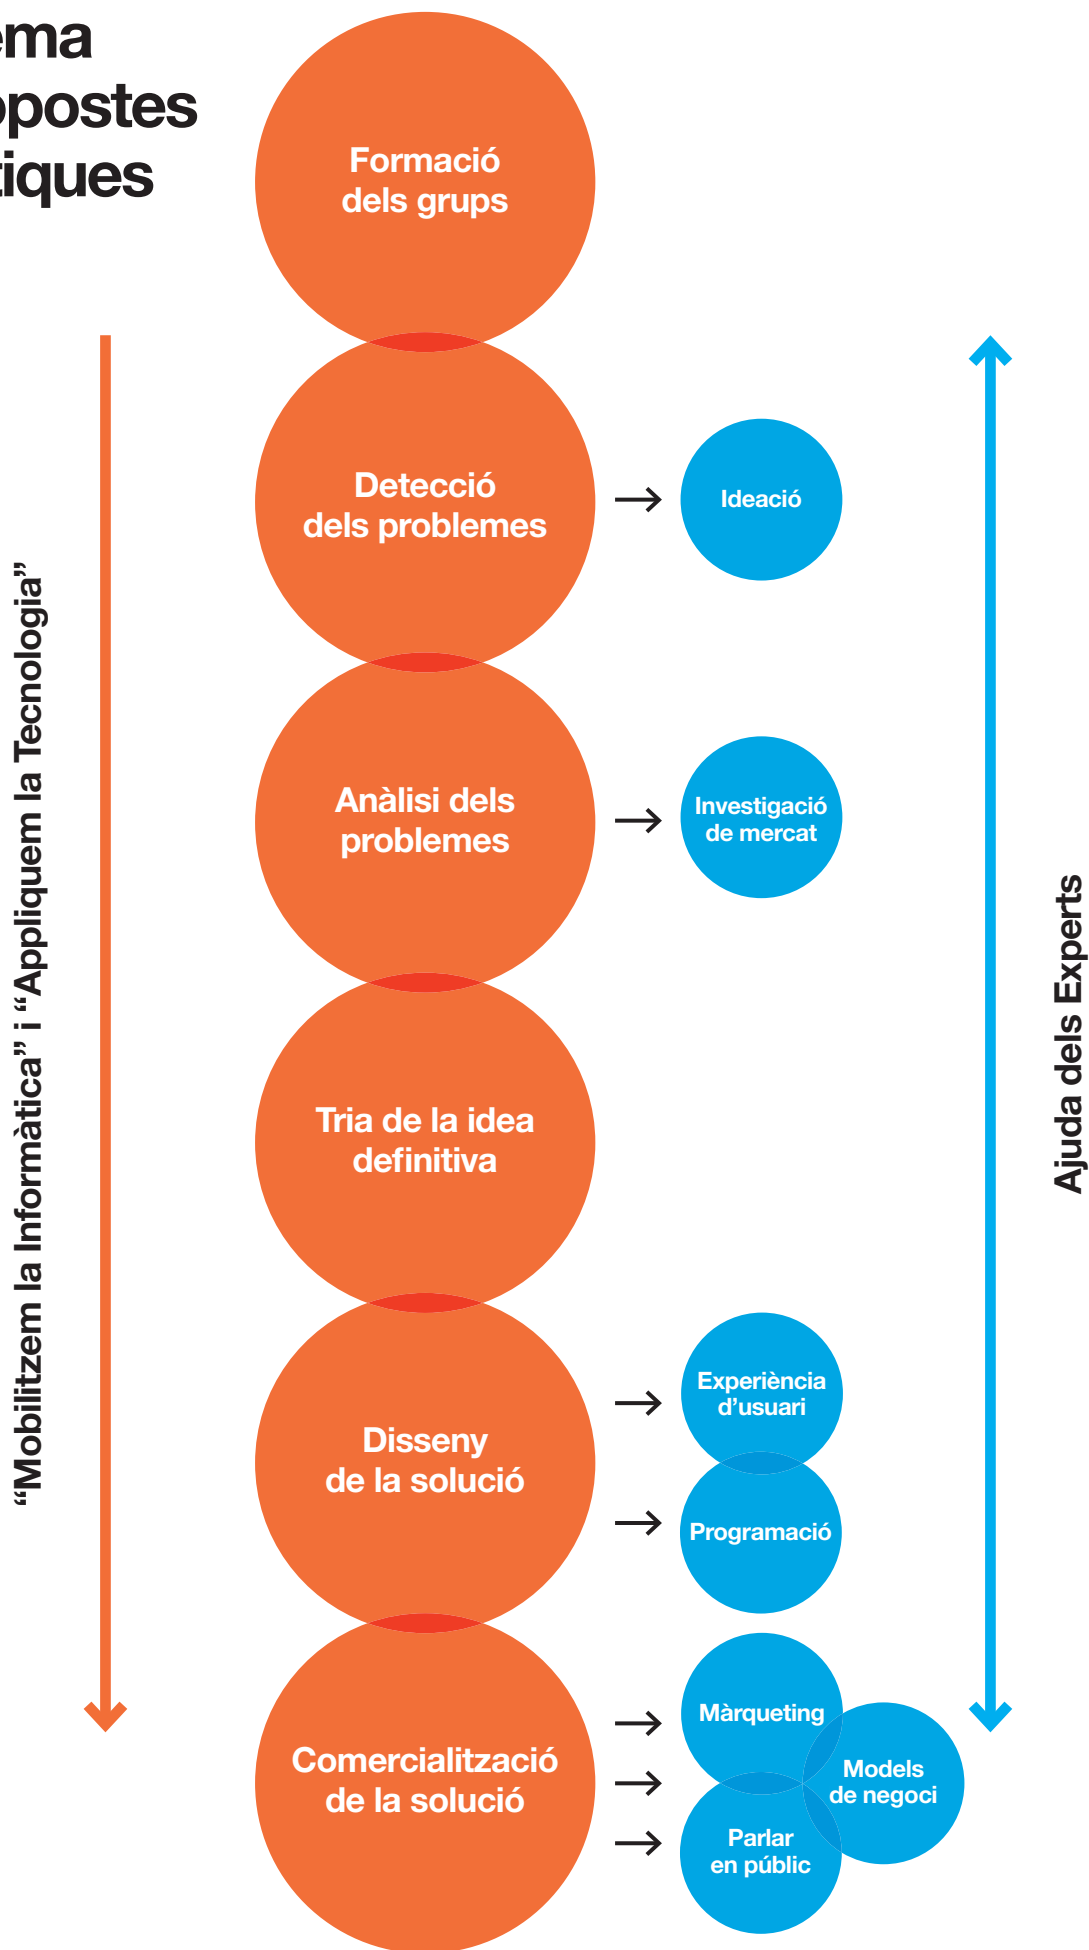 ema
opostes
tiques
Formació
dels grups
Detecció
dels problemes
Ideació
Anàlisi dels
problemes
Investigació
de mercat
Tria de la idea
definitiva
Disseny
de la solució
Experiència
d’usuari
Programació
Comercialització
de la solució
Màrqueting
Models
de negoci
Parlar
en públic
“Mobilitzem la Informàtica” i “Appliquem la Tecnologia”
Ajuda dels Experts